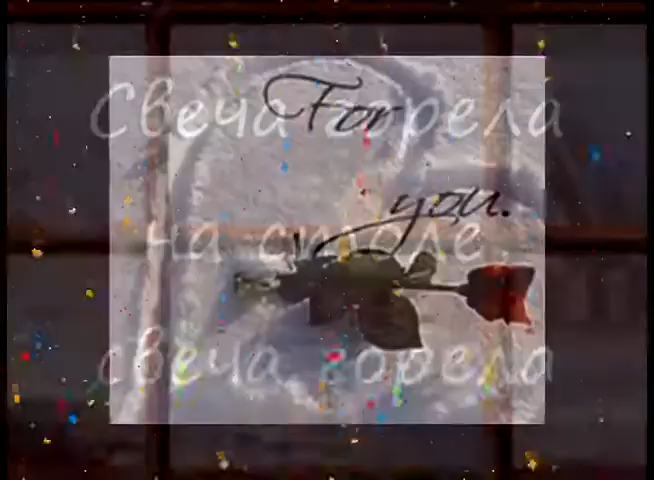 Свеча горела
For
you.
на столе,
свеча горела